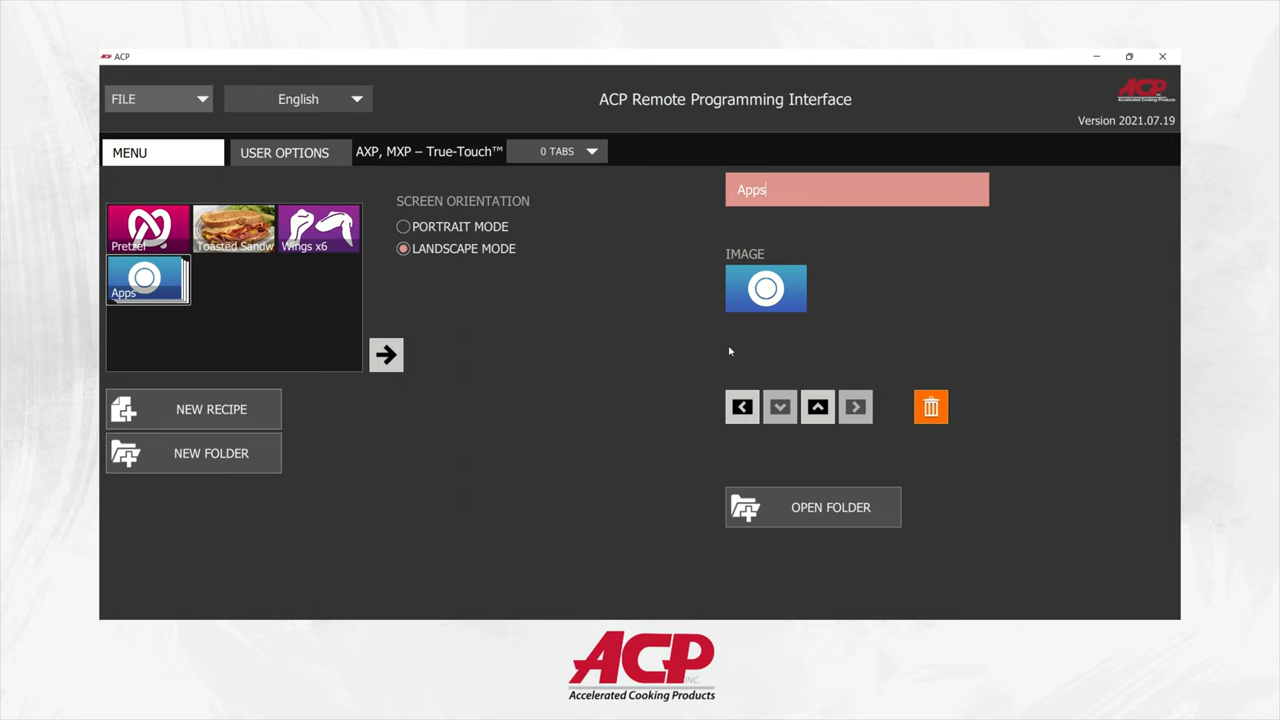 ACP
FILE
English
ACP Remote Programming Interface
ACP
Accelerated Cooking Products
Version 2021.07.19
MENU
USER OPTIONS
AXP, MXP – True-Touch™
0 TABS
Apps
SCREEN ORIENTATION
PORTRAIT MODE
LANDSCAPE MODE
Pretzel
Toasted Sandw
Wings x6
Apps
IMAGE
NEW RECIPE
NEW FOLDER
OPEN FOLDER
ACP INC.
Accelerated Cooking Products